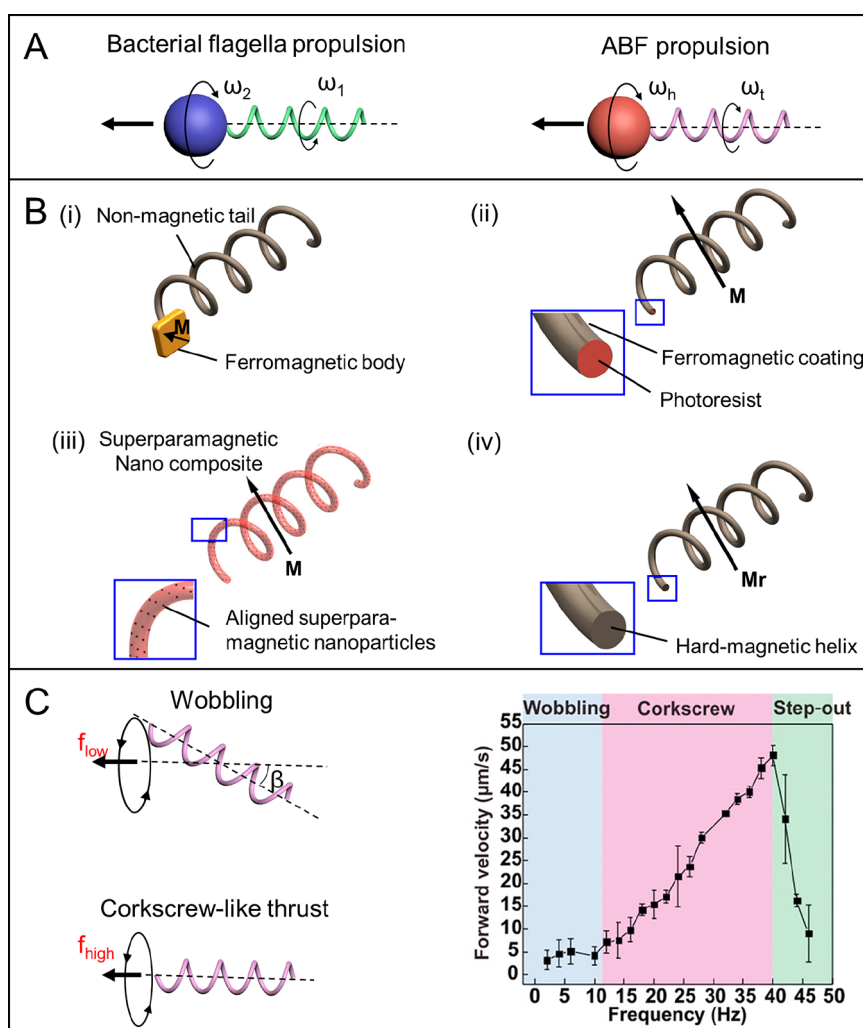 A
Bacterial flagella propulsion
ABF propulsion
ω2
ω1
ωh
ωt
B
(i)
Non-magnetic tail
M
Ferromagnetic body
(ii)
M
Ferromagnetic coating
Photoresist
(iii)
Superparamagnetic
Nano composite
M
Aligned superpara-
magnetic nanoparticles
(iv)
Mr
Hard-magnetic helix
C
Wobbling
flow
β
Corkscrew-like thrust
fhigh
Wobbling
Corkscrew
Step-out
Forward velocity (μm/s)
55
50
45
40
35
30
25
20
15
10
5
0
0 5 10 15 20 25 30 35 40 45 50
Frequency (Hz)